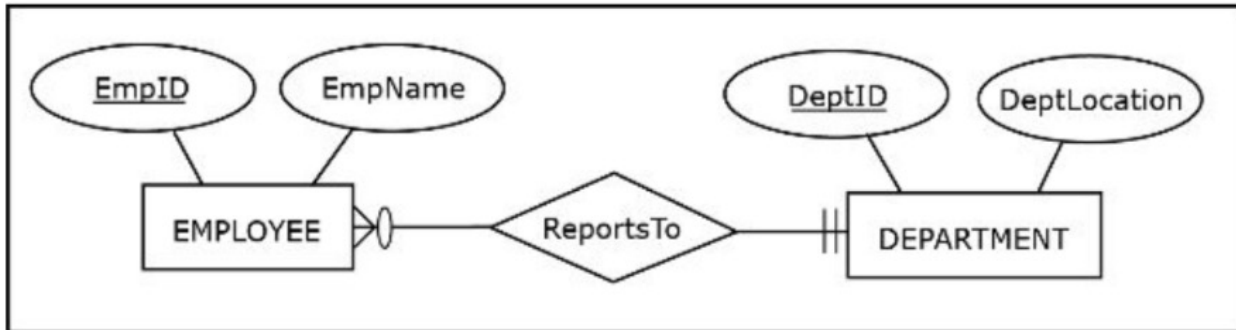 EmpID
EmpName
DeptID
DeptLocation
EMPLOYEE
ReportsTo
DEPARTMENT